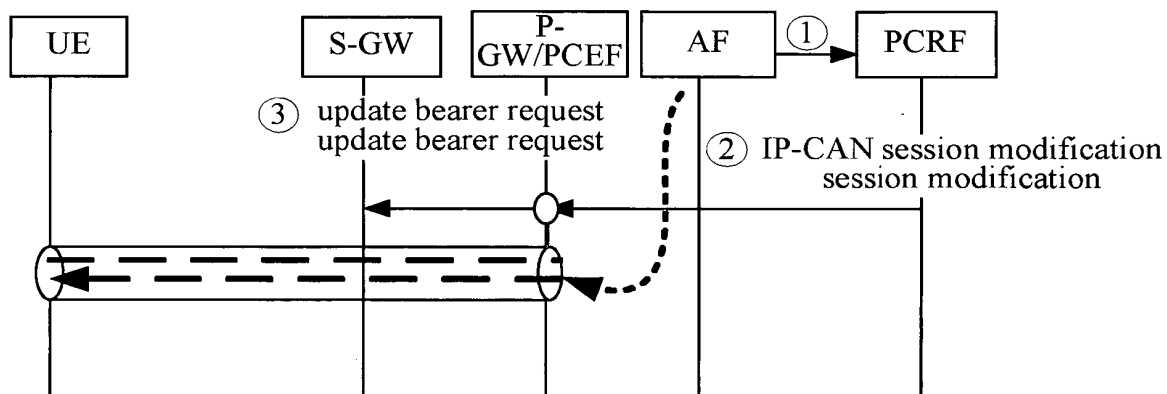 UE
S-GW
P-
GW/PCEF
AF
①
PCRF
③ update bearer request
update bearer request
② IP-CAN session modification
session modification